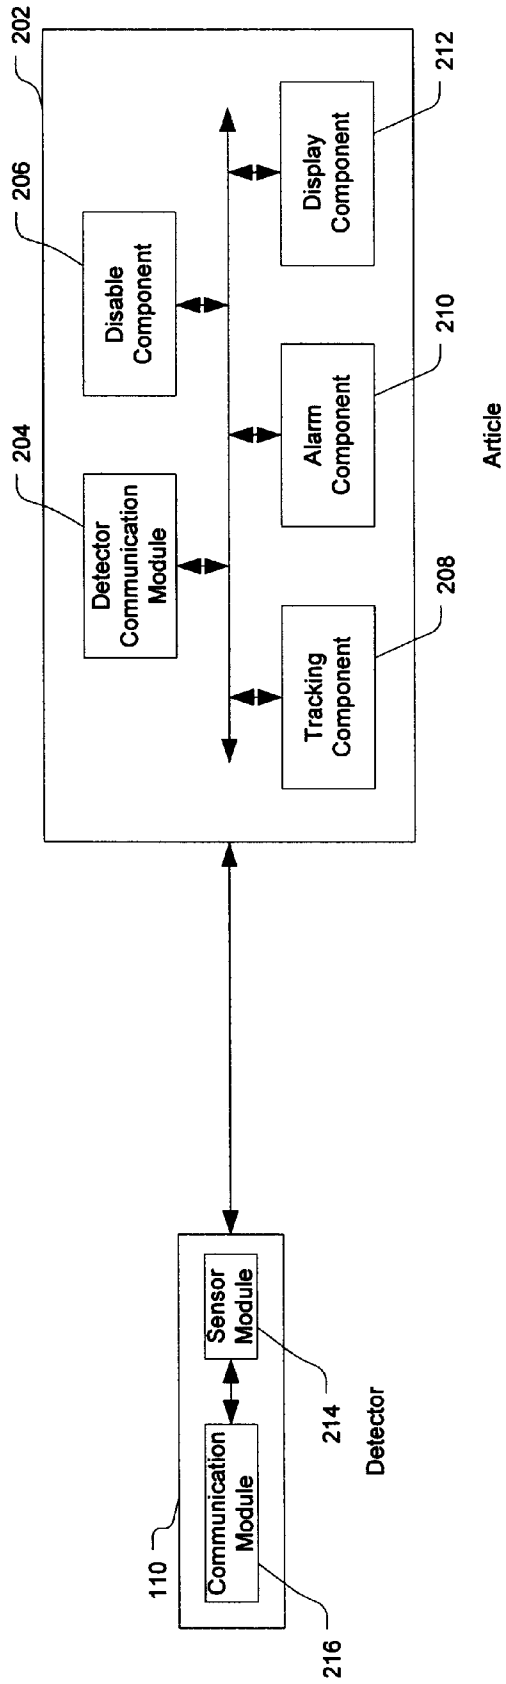 110
Communication
Module
216
Sensor
Module
214
Detector
202
204
Detector
Communication
Module
206
Disable
Component
Tracking
Component
208
Alarm
Component
210
Display
Component
212
Article